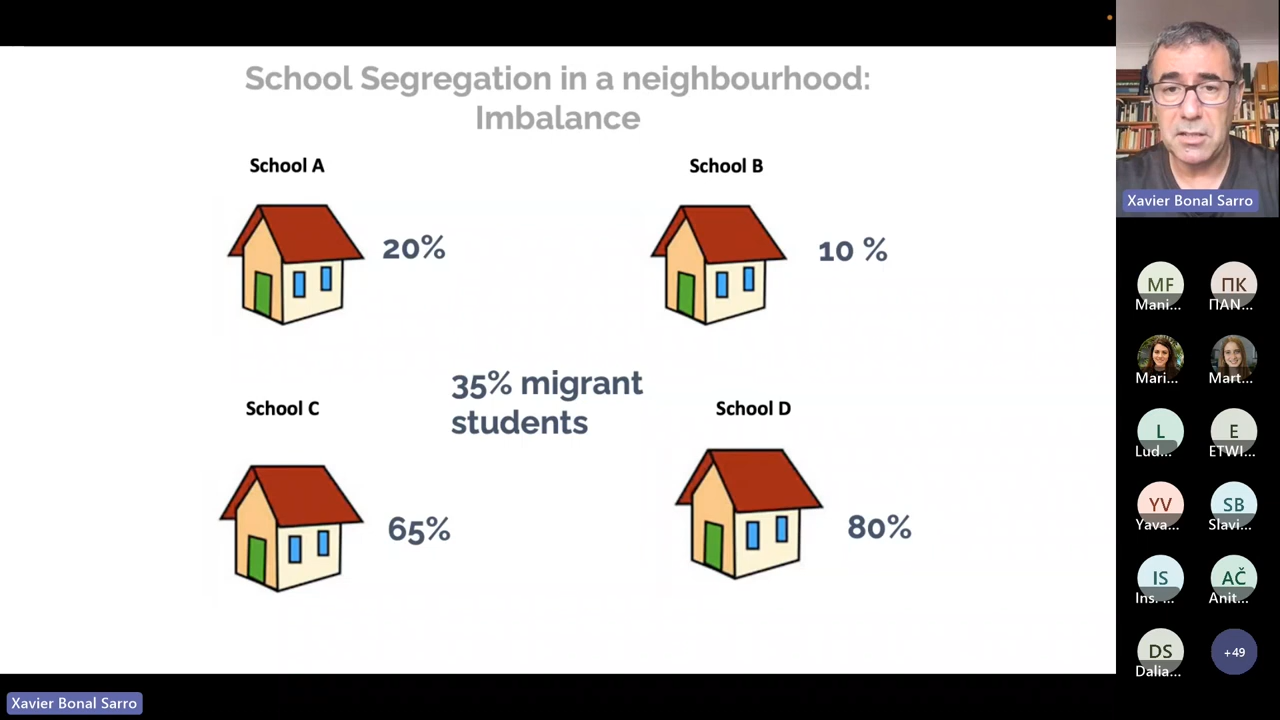 School Segregation in a neighbourhood:
Imbalance
School A
School B
20%
10 %
35% migrant
students
School C
School D
65%
80%
Xavier Bonal Sarro
MF
ΠΚ
Mani...
ΠΑΝ...
Mari...
Mart...
L
E
Lud...
ETWI...
YV
SB
Yava...
Slavi...
IS
AČ
Ins. ...
Anit...
DS
+49
Dalia...
Xavier Bonal Sarro